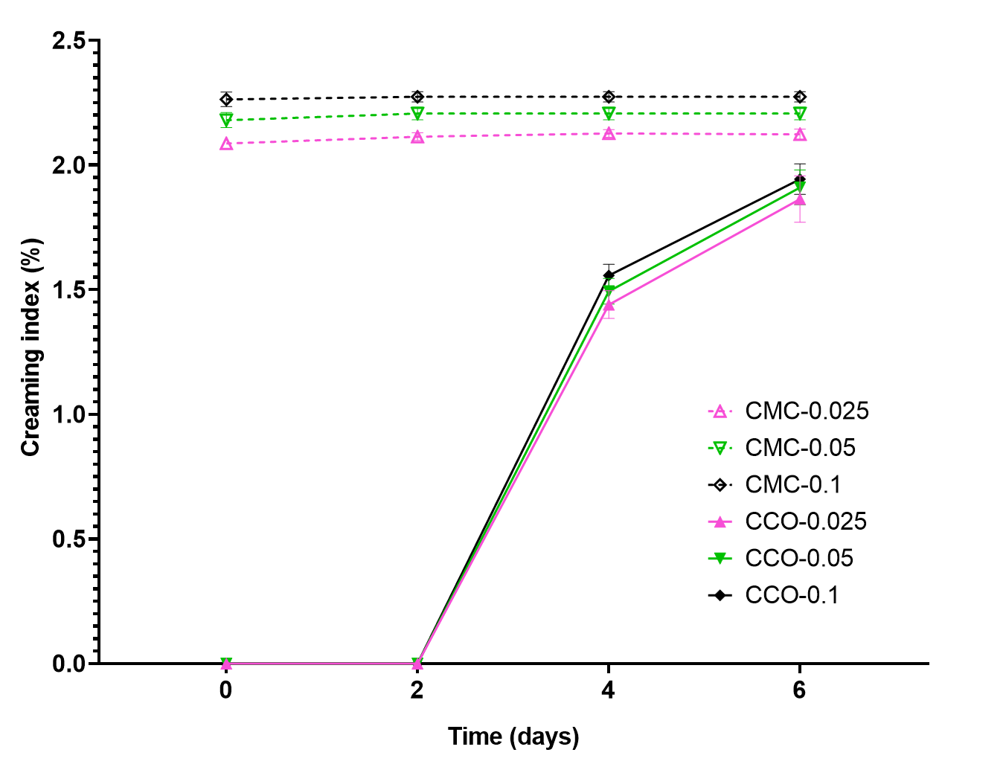 2.5
2.0
1.5
1.0
0.5
0.0
Creaming index (%)
CMC-0.025
CMC-0.05
CMC-0.1
CCO-0.025
CCO-0.05
CCO-0.1
0 2 4 6
Time (days)